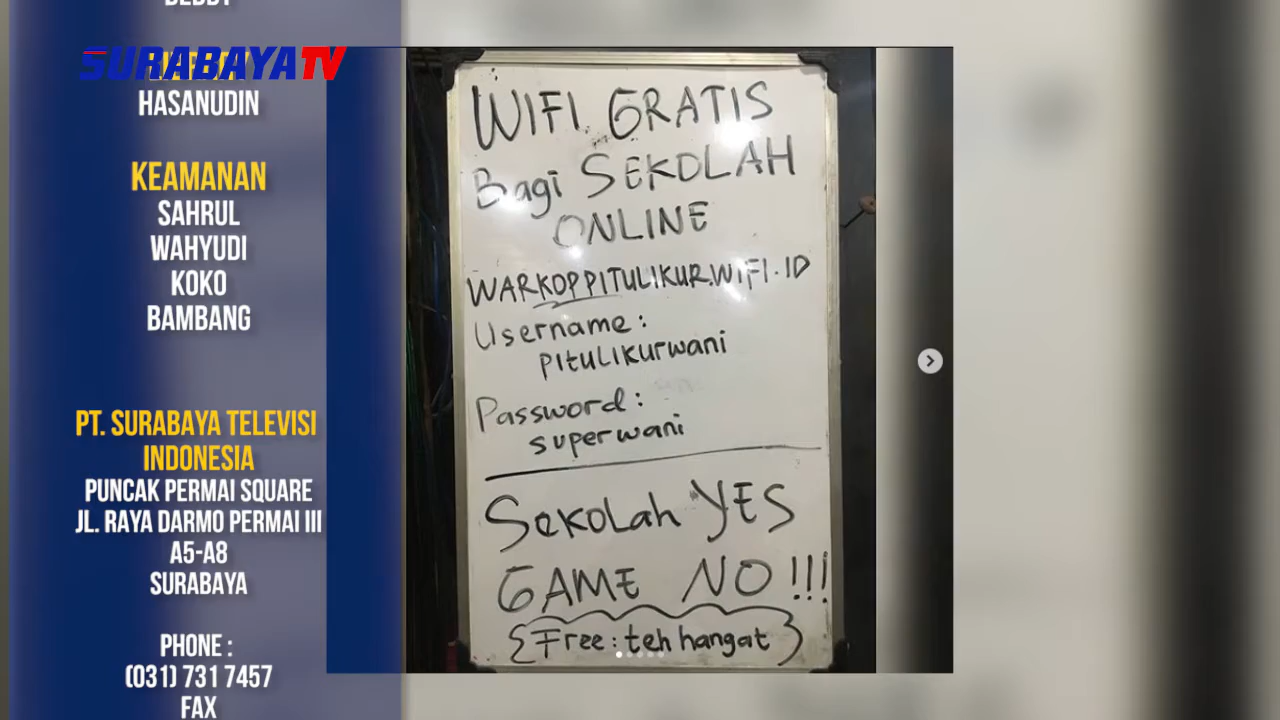 SURABAYATV
HASANUDIN
KEAMANAN
SAHRUL
WAHYUDI
KOKO
BAMBANG
PT. SURABAYA TELEVISI
INDONESIA
PUNCAK PERMAI SQUARE
JL. RAYA DARMO PERMAI III
A5-A8
SURABAYA
PHONE :
(031) 731 7457
FAX
WIFI GRATIS
Bagi SEKOLAH
ONLINE
WARKOPPITULIKUR.WIFI.ID
Username :
PITULIKURWANI
Password :
superwani
Sekolah YES
GAME NO !!!
{ Free : teh hangat }